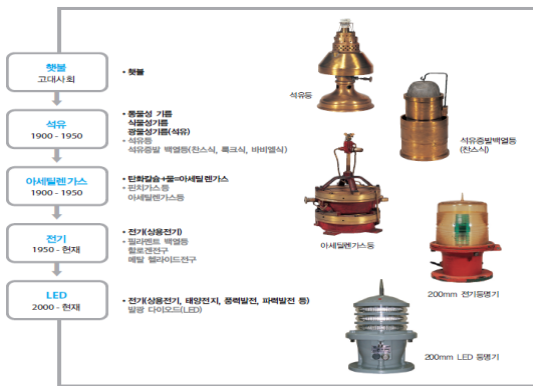 횃불
고대사회
• 횃불
석유
1900 - 1950
• 동물성 기름
식물성기름
광물성기름(석유)
• 석유등
석유증발 백열등(찬스식, 룩크식, 바비엘식)
아세틸렌가스
1900 - 1950
• 탄화칼슘+물=아세틸렌가스
• 핀치가스등
아세틸렌가스등
전기
1950 - 현재
• 전기(상용전기)
• 필라멘트 백열등
할로겐전구
메탈 헬라이드전구
LED
2000 - 현재
• 전기(상용전기, 태양전지, 풍력발전, 파력발전 등)
발광 다이오드(LED)
석유등
석유증발백열등
(찬스식)
아세틸렌가스등
200mm 전기등명기
200mm LED 등명기